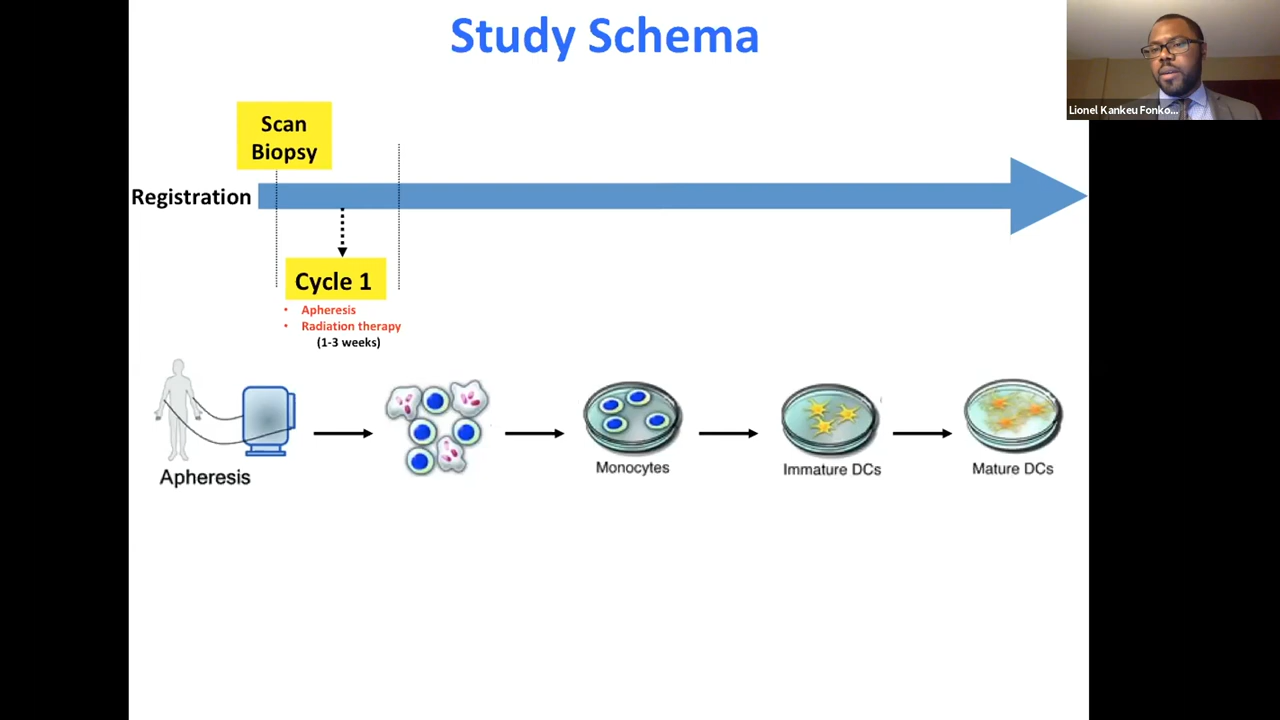 Study Schema
Lionel Kankeu Fonko...
Scan
Biopsy
Registration
Cycle 1
• Apheresis
• Radiation therapy
(1-3 weeks)
Apheresis
Monocytes
Immature DCs
Mature DCs